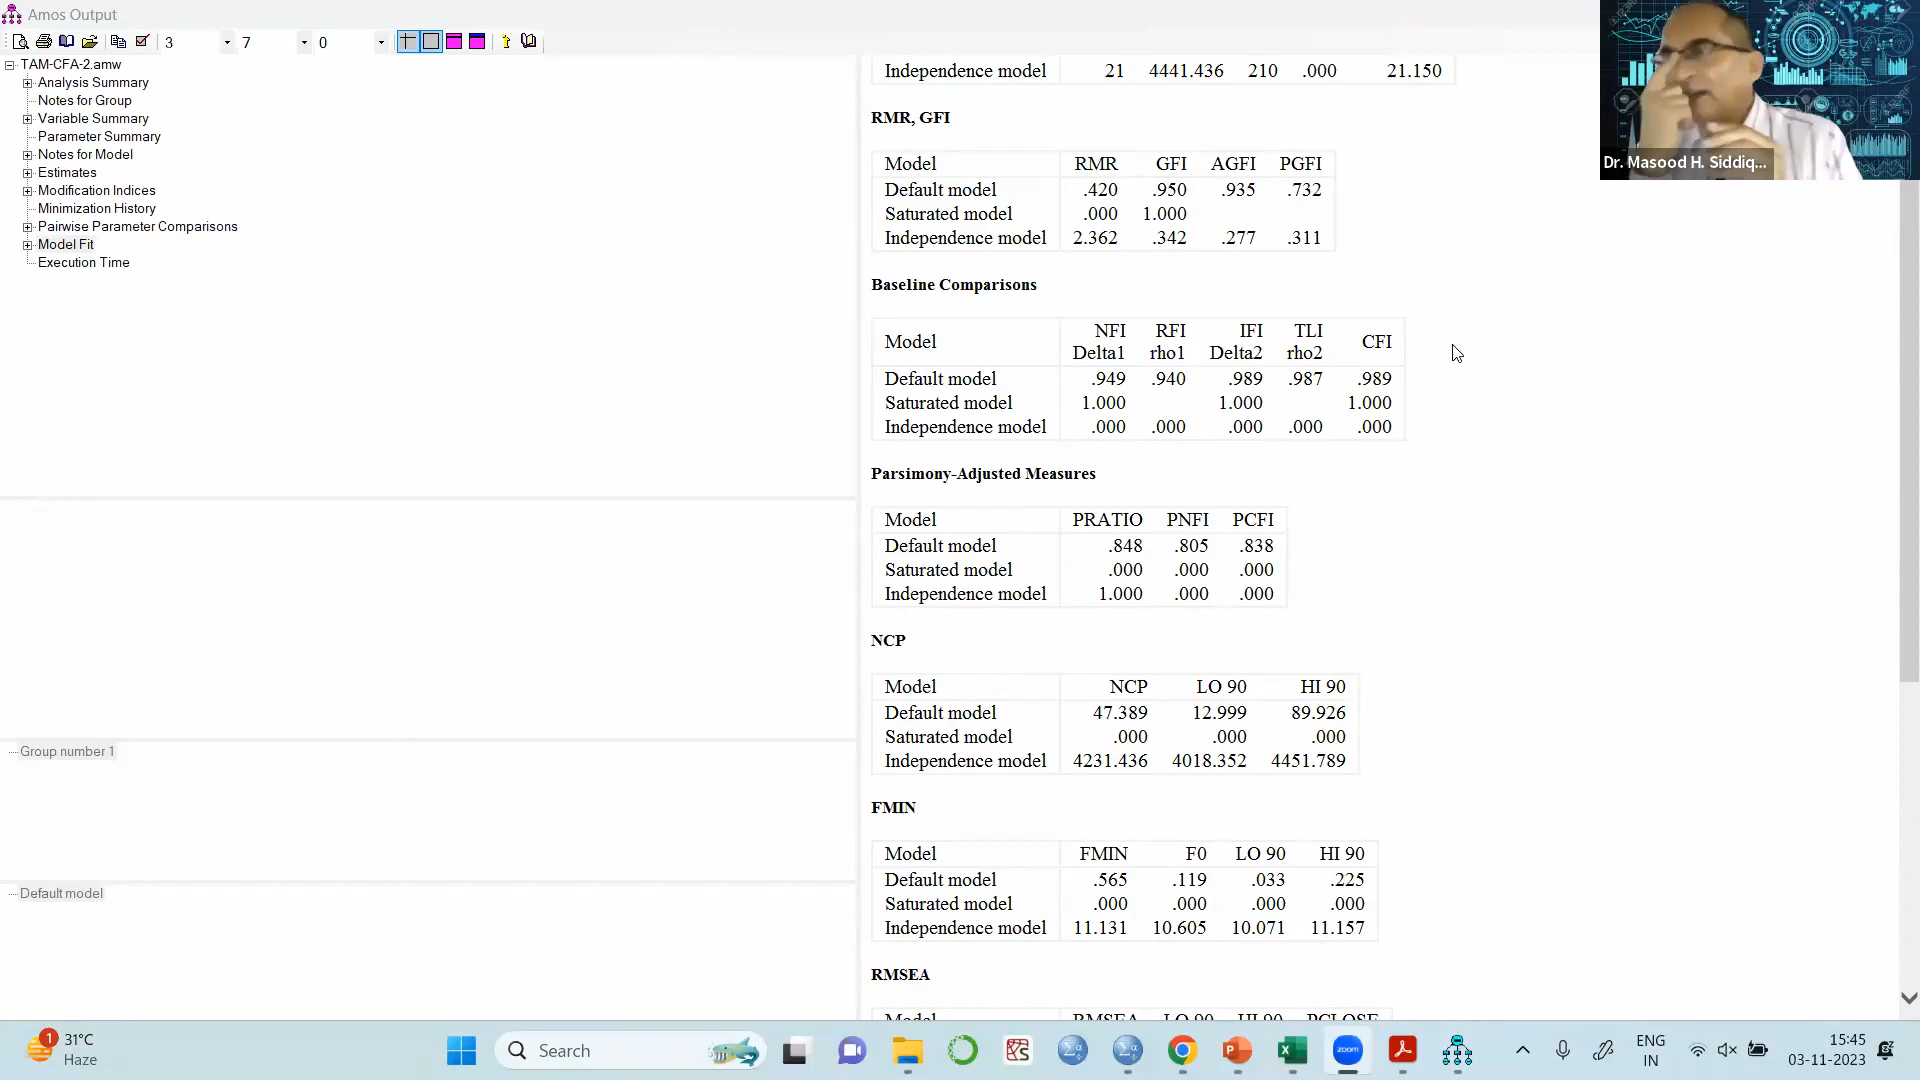 Amos Output
3 7 0
TAM-CFA-2.amw
Analysis Summary
Notes for Group
Variable Summary
Parameter Summary
Notes for Model
Estimates
Modification Indices
Minimization History
Pairwise Parameter Comparisons
Model Fit
Execution Time
Group number 1
Default model
Independence model 21 4441.436 210 .000 21.150
RMR, GFI
Model RMR GFI AGFI PGFI
Default model .420 .950 .935 .732
Saturated model .000 1.000
Independence model 2.362 .342 .277 .311
Baseline Comparisons
Model NFI Delta1 RFI rho1 IFI Delta2 TLI rho2 CFI
Default model .949 .940 .989 .987 .989
Saturated model 1.000 1.000 1.000
Independence model .000 .000 .000 .000 .000
Parsimony-Adjusted Measures
Model PRATIO PNFI PCFI
Default model .848 .805 .838
Saturated model .000 .000 .000
Independence model 1.000 .000 .000
NCP
Model NCP LO 90 HI 90
Default model 47.389 12.999 89.926
Saturated model .000 .000 .000
Independence model 4231.436 4018.352 4451.789
FMIN
Model FMIN F0 LO 90 HI 90
Default model .565 .119 .033 .225
Saturated model .000 .000 .000 .000
Independence model 11.131 10.605 10.071 11.157
RMSEA
Model RMSEA LO 90 HI 90 PCLOSE
Dr. Masood H. Siddiq...
1
31°C
Haze
Search
zoom
ENG
IN
15:45
03-11-2023